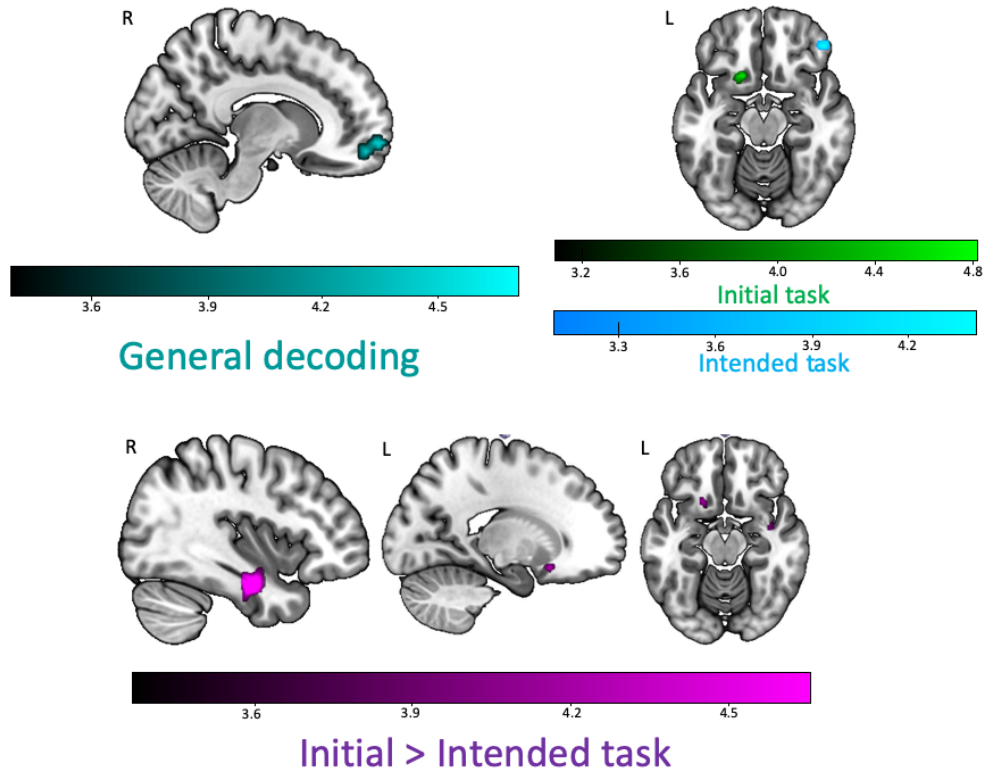 R
L
3.2 3.6 4.0 4.4 4.8
Initial task
3.6 3.9 4.2 4.5
3.3 3.6 3.9 4.2
General decoding
Intended task
R
L
L
3.6 3.9 4.2 4.5
Initial > Intended task